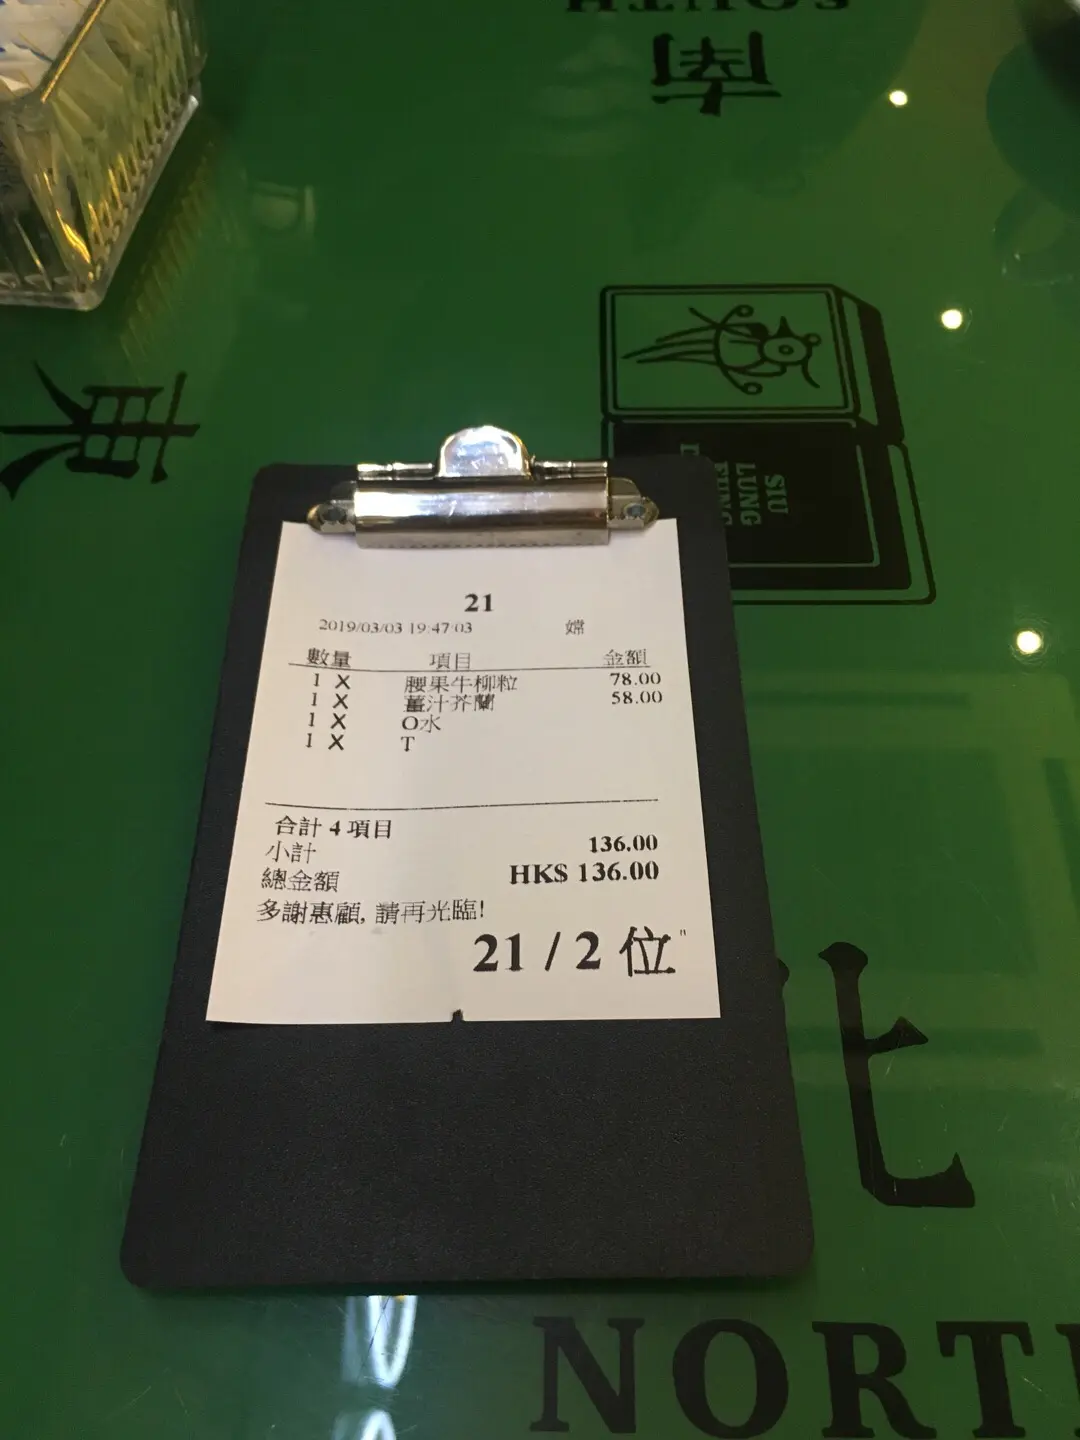 SOUTH
南
東
SIU
LUNG
FUNG
21
2019/03/03 19:47:03 嫦
數量 項目 金額
1 X 腰果牛柳粒 78.00
1 X 薑汁芥蘭 58.00
1 X O水
1 X T
合計 4 項目
小計 136.00
總金額 HK$ 136.00
多謝惠顧, 請再光臨!
21 / 2 位"
NORT